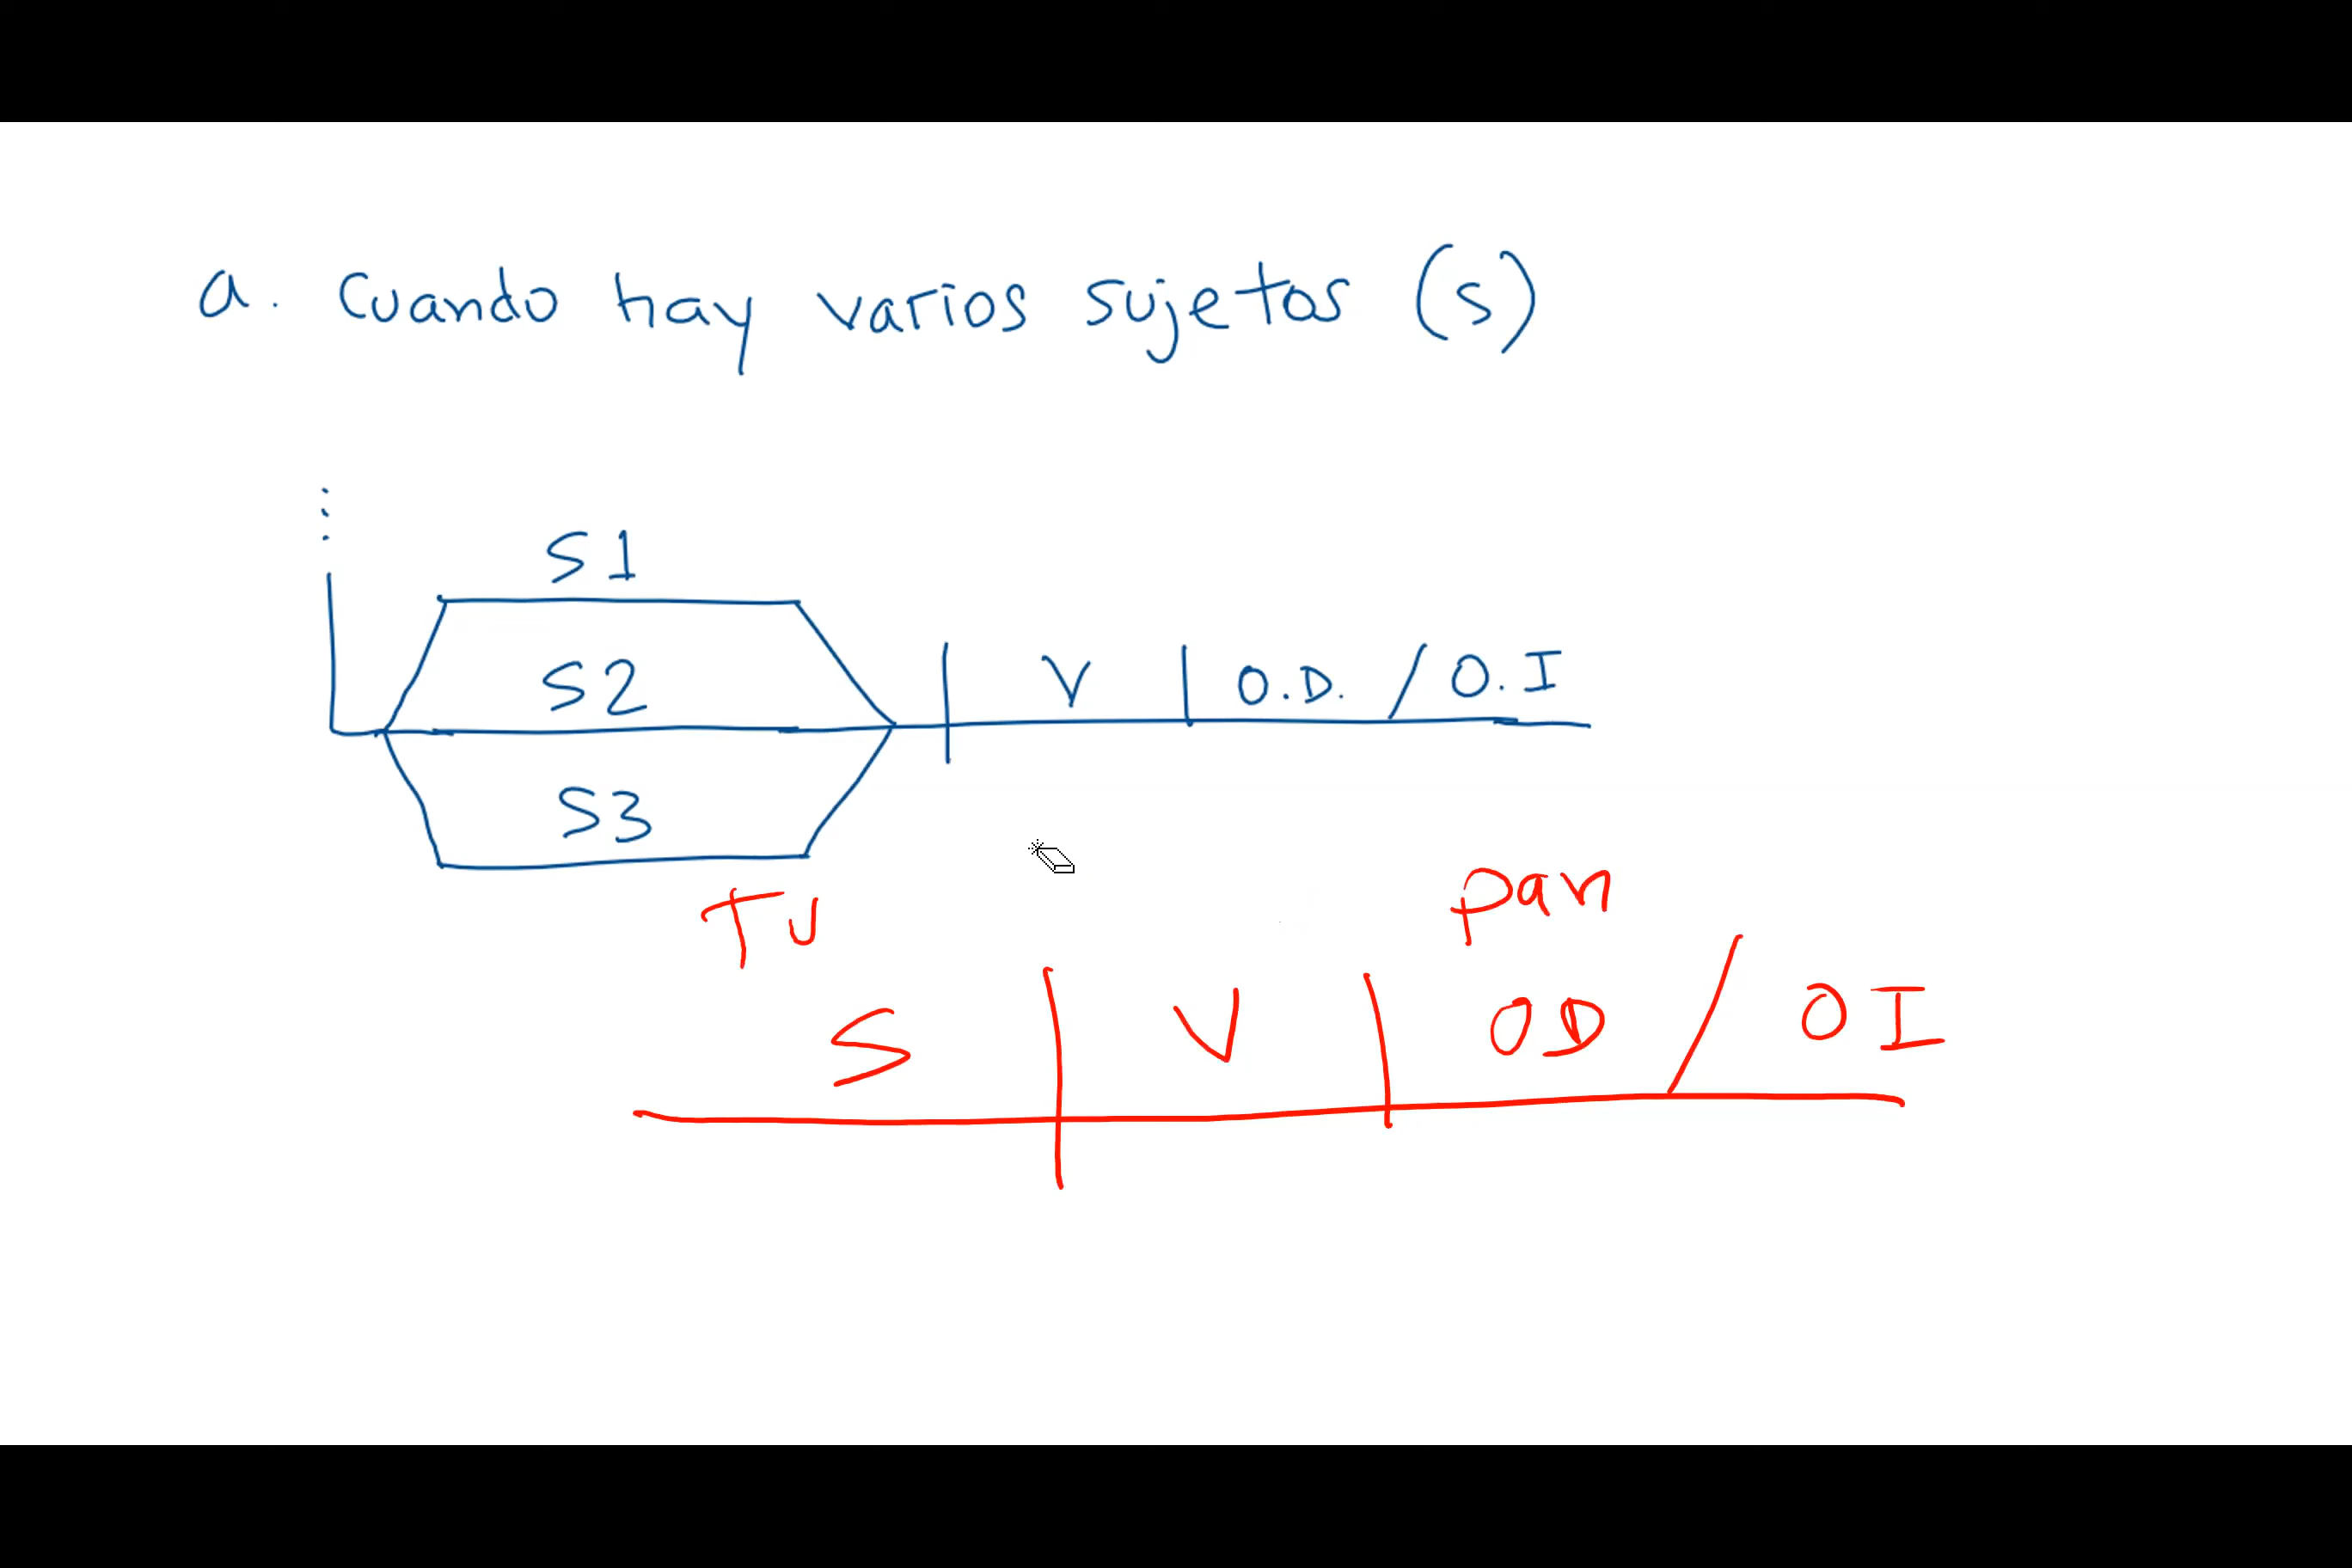 a. Cuando hay varios sujetos (s)
S1
S2 V O.D. / O.I
S3
Tu pan
S V OD / OI